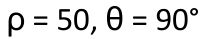 ρ = 50, θ = 90°